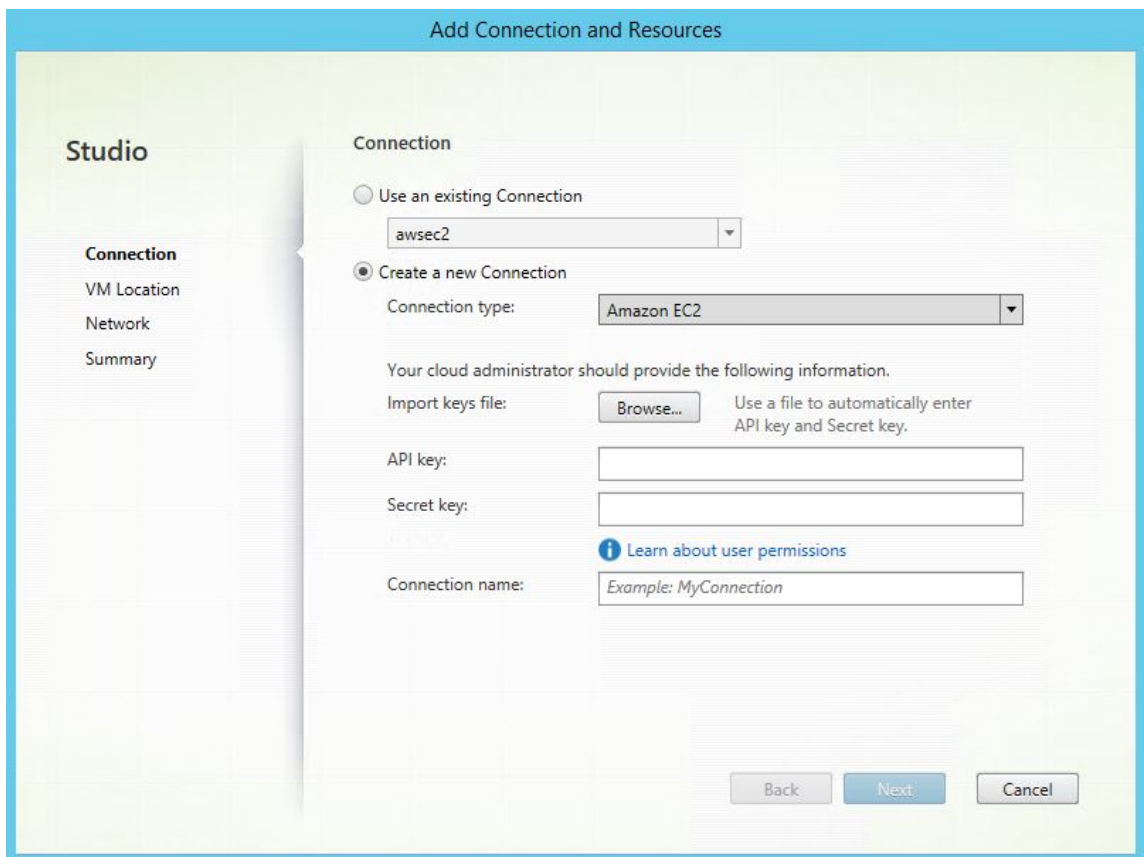 Add Connection and Resources
Studio
Connection
VM Location
Network
Summary
Connection
Use an existing Connection
awsec2
Create a new Connection
Connection type:
Amazon EC2
Your cloud administrator should provide the following information.
Import keys file:
Browse...
Use a file to automatically enter
API key and Secret key.
API key:
Secret key:
Learn about user permissions
Connection name:
Example: MyConnection
Back
Next
Cancel